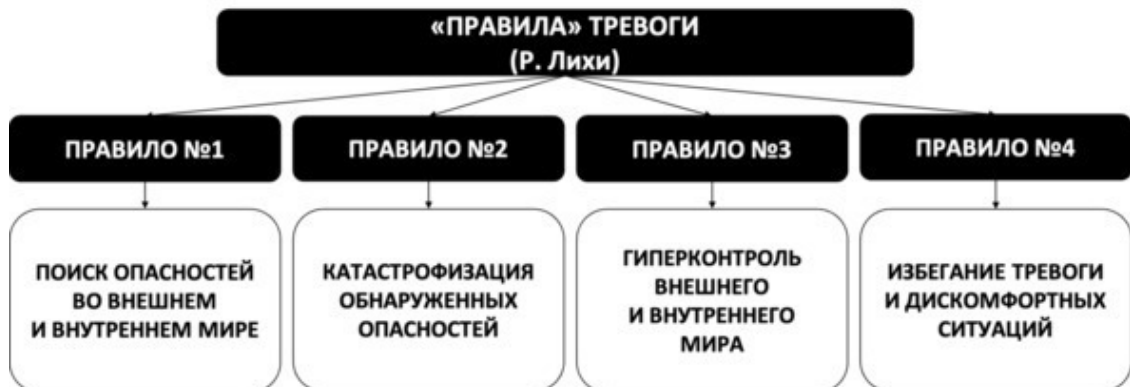 «ПРАВИЛА» ТРЕВОГИ
(Р. Лихи)
ПРАВИЛО №1
ПРАВИЛО №2
ПРАВИЛО №3
ПРАВИЛО №4
ПОИСК ОПАСНОСТЕЙ
ВО ВНЕШНЕМ
И ВНУТРЕННЕМ МИРЕ
КАТАСТРОФИЗАЦИЯ
ОБНАРУЖЕННЫХ
ОПАСНОСТЕЙ
ГИПЕРКОНТРОЛЬ
ВНЕШНЕГО
И ВНУТРЕННЕГО
МИРА
ИЗБЕГАНИЕ ТРЕВОГИ
И ДИСКОМФОРТНЫХ
СИТУАЦИЙ